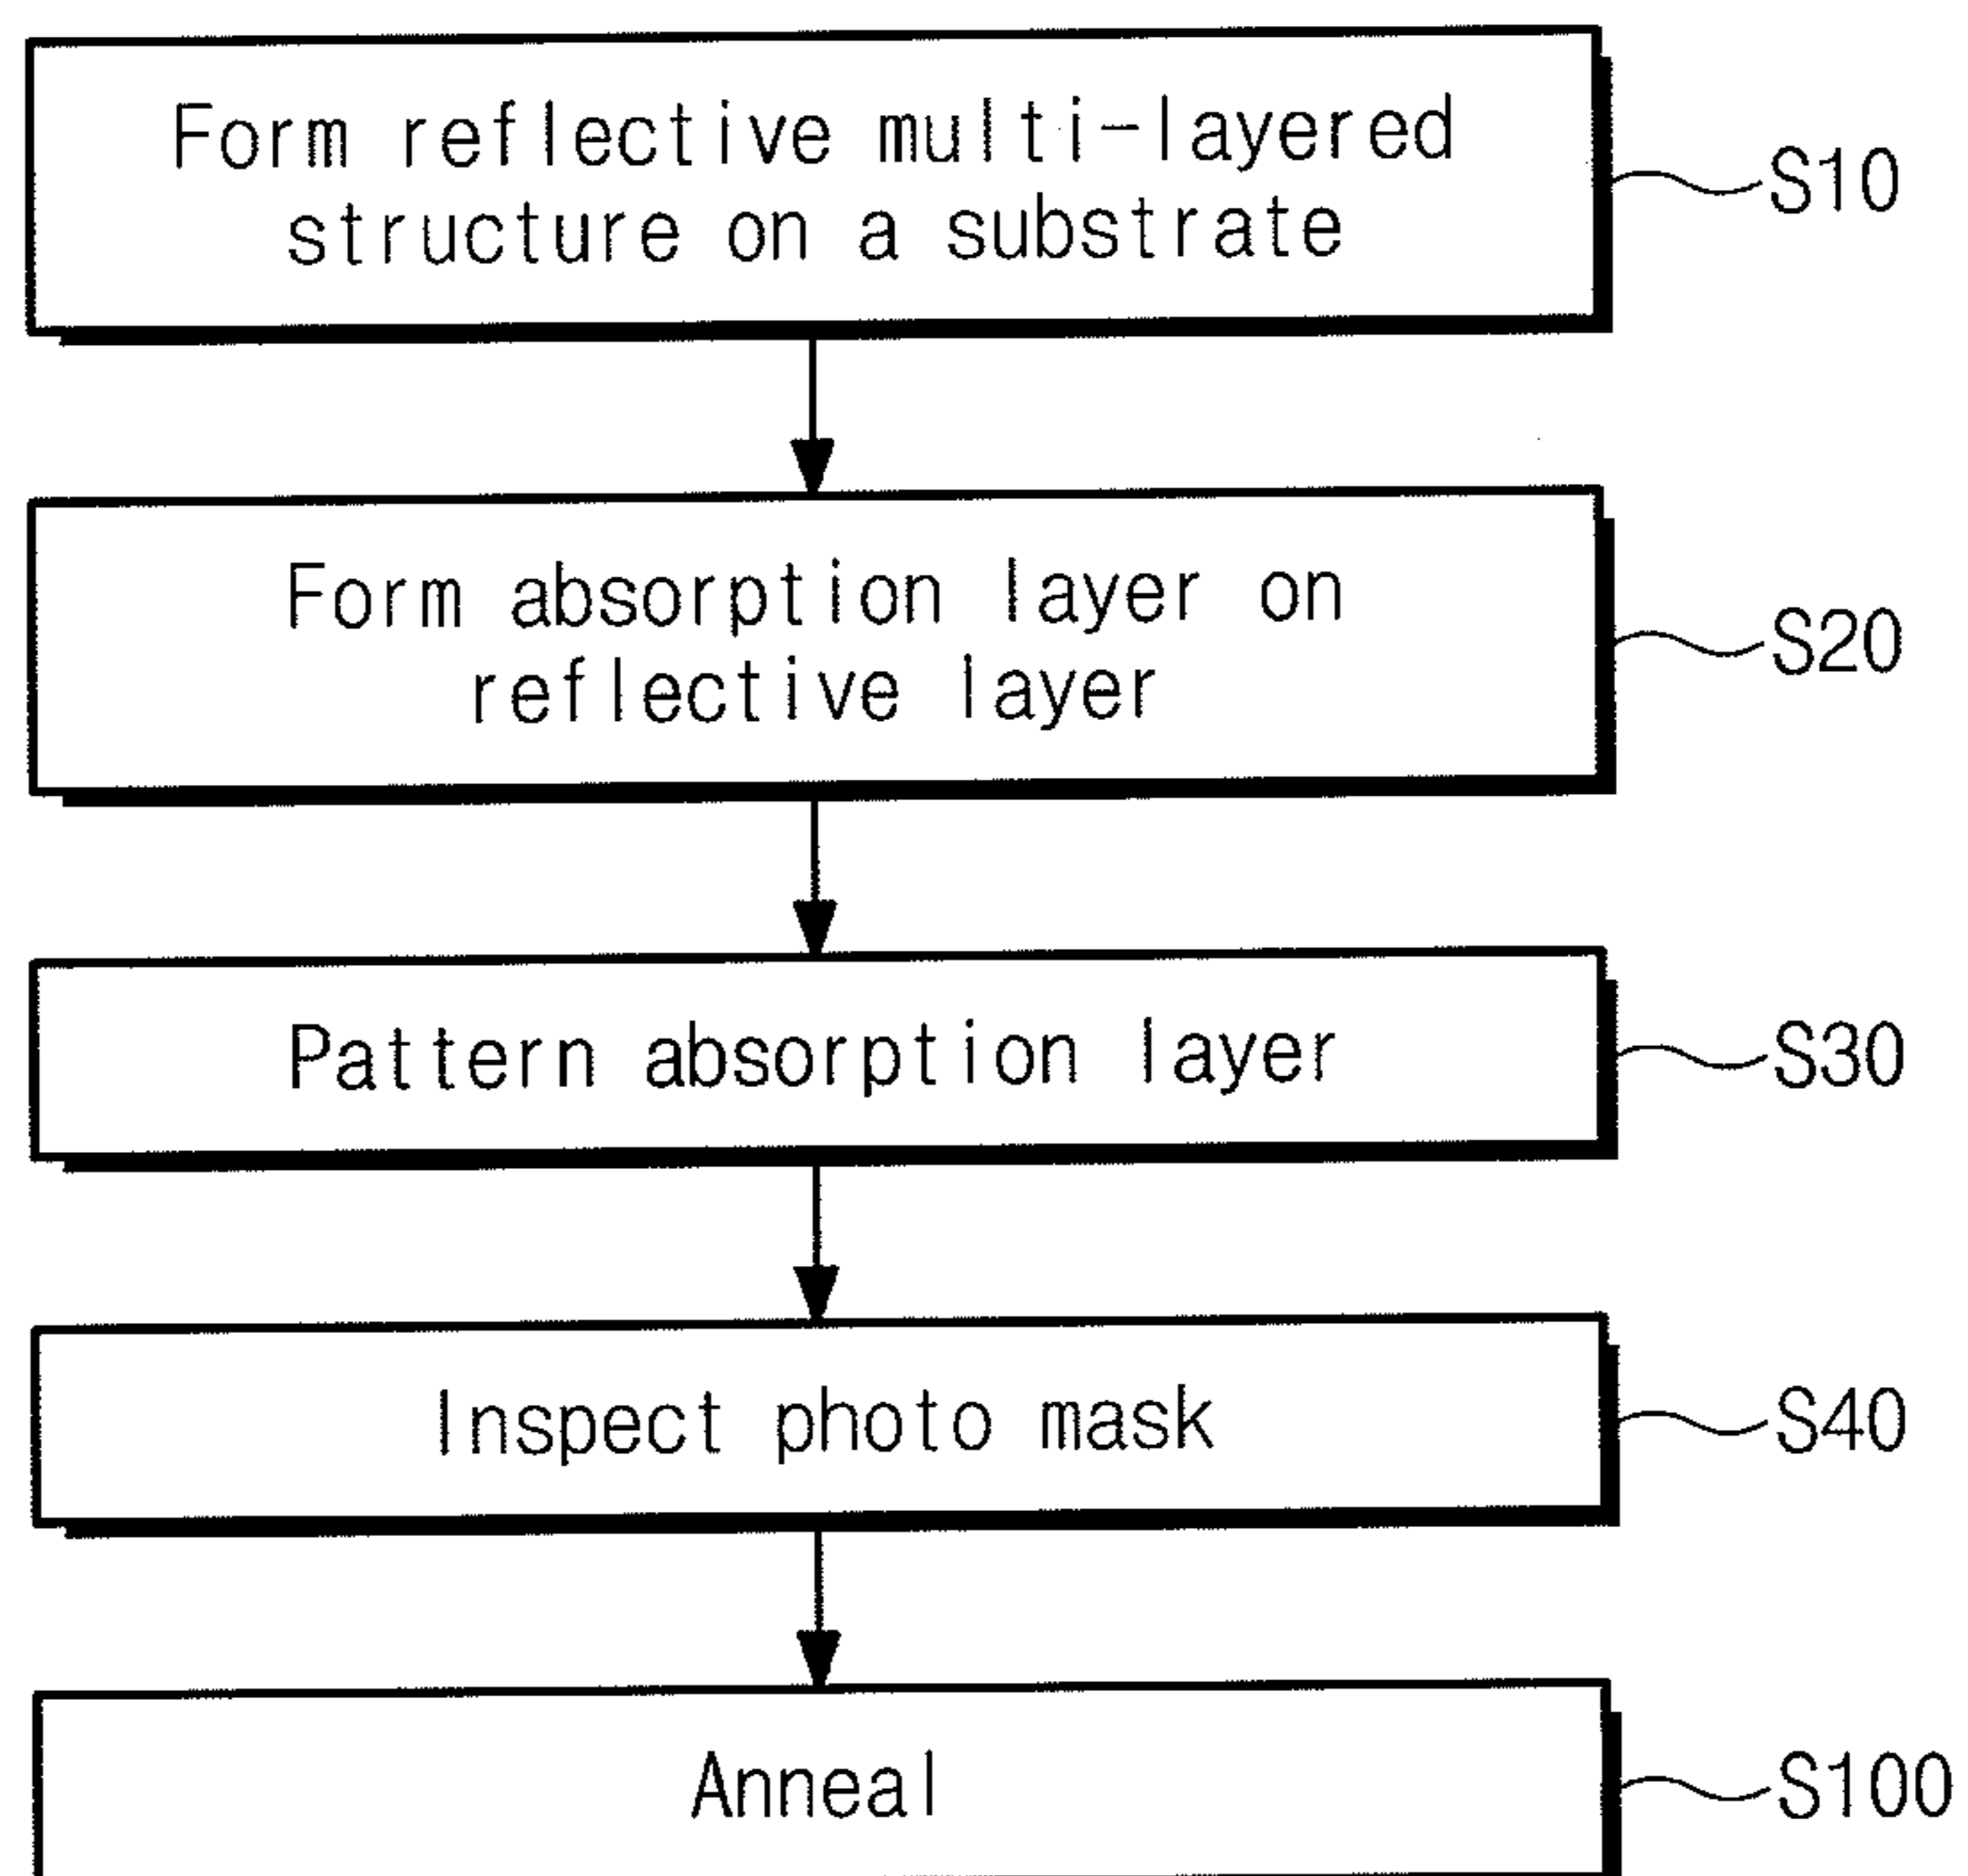 Form reflective multi-layered
structure on a substrate
S10
Form absorption layer on
reflective layer
S20
Pattern absorption layer
S30
Inspect photo mask
S40
Anneal
S100